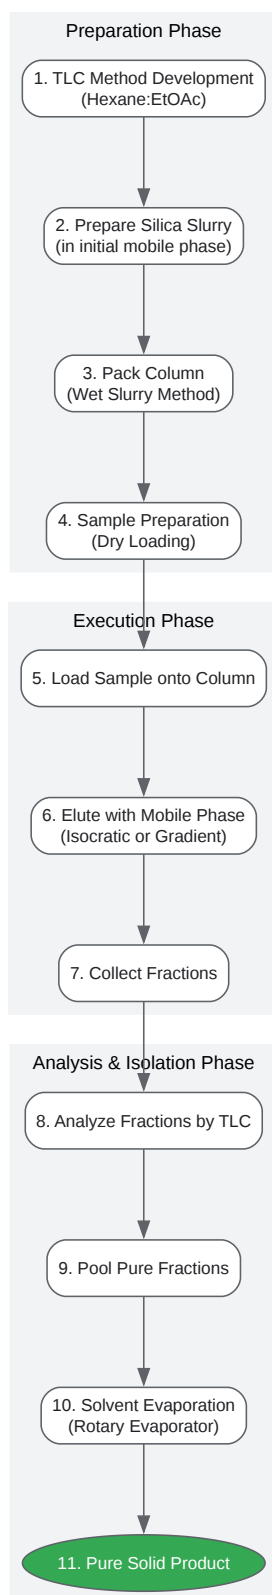 Preparation Phase
1. TLC Method Development
(Hexane:EtOAc)
2. Prepare Silica Slurry
(in initial mobile phase)
3. Pack Column
(Wet Slurry Method)
4. Sample Preparation
(Dry Loading)
Execution Phase
5. Load Sample onto Column
6. Elute with Mobile Phase
(Isocratic or Gradient)
7. Collect Fractions
Analysis & Isolation Phase
8. Analyze Fractions by TLC
9. Pool Pure Fractions
10. Solvent Evaporation
(Rotary Evaporator)
11. Pure Solid Product